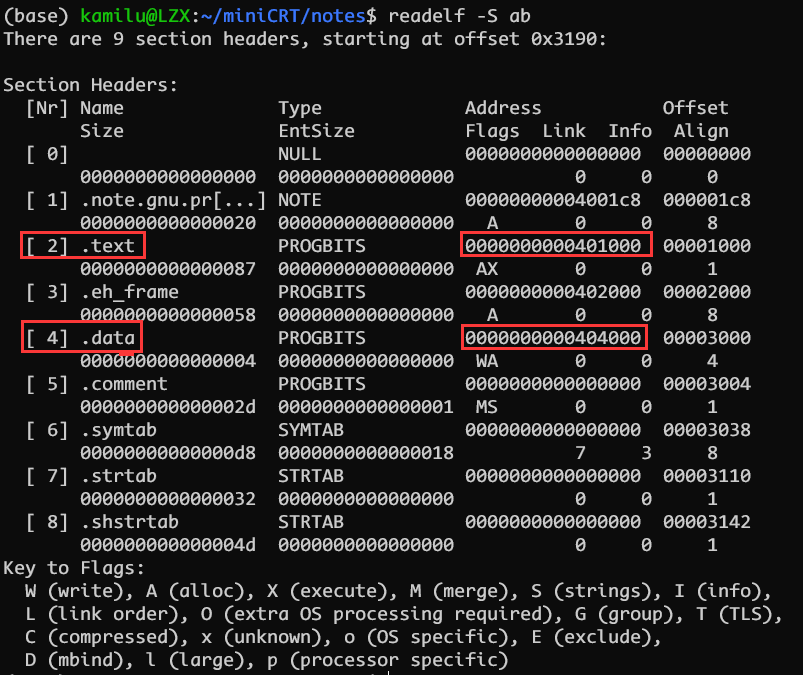 (base) kamilu@LZX:~/miniCRT/notes$ readelf -S ab
There are 9 section headers, starting at offset 0x3190:

Section Headers:
  [Nr] Name              Type             Address           Offset
       Size              EntSize          Flags  Link  Info  Align
  [ 0]                   NULL             0000000000000000  00000000
       0000000000000000  0000000000000000           0     0     0
  [ 1] .note.gnu.pr[...] NOTE             00000000004001c8  000001c8
       0000000000000020  0000000000000000   A       0     0     8
  [ 2] .text             PROGBITS         0000000000401000  00001000
       0000000000000087  0000000000000000  AX       0     0     1
  [ 3] .eh_frame         PROGBITS         0000000000402000  00002000
       0000000000000058  0000000000000000   A       0     0     8
  [ 4] .data             PROGBITS         0000000000404000  00003000
       0000000000000004  0000000000000000  WA       0     0     4
  [ 5] .comment          PROGBITS         0000000000000000  00003004
       000000000000002d  0000000000000001  MS       0     0     1
  [ 6] .symtab           SYMTAB           0000000000000000  00003038
       00000000000000d8  0000000000000018           7     3     8
  [ 7] .strtab           STRTAB           0000000000000000  00003110
       0000000000000032  0000000000000000           0     0     1
  [ 8] .shstrtab         STRTAB           0000000000000000  00003142
       000000000000004d  0000000000000000           0     0     1
Key to Flags:
  W (write), A (alloc), X (execute), M (merge), S (strings), I (info),
  L (link order), O (extra OS processing required), G (group), T (TLS),
  C (compressed), x (unknown), o (OS specific), E (exclude),
  D (mbind), l (large), p (processor specific)